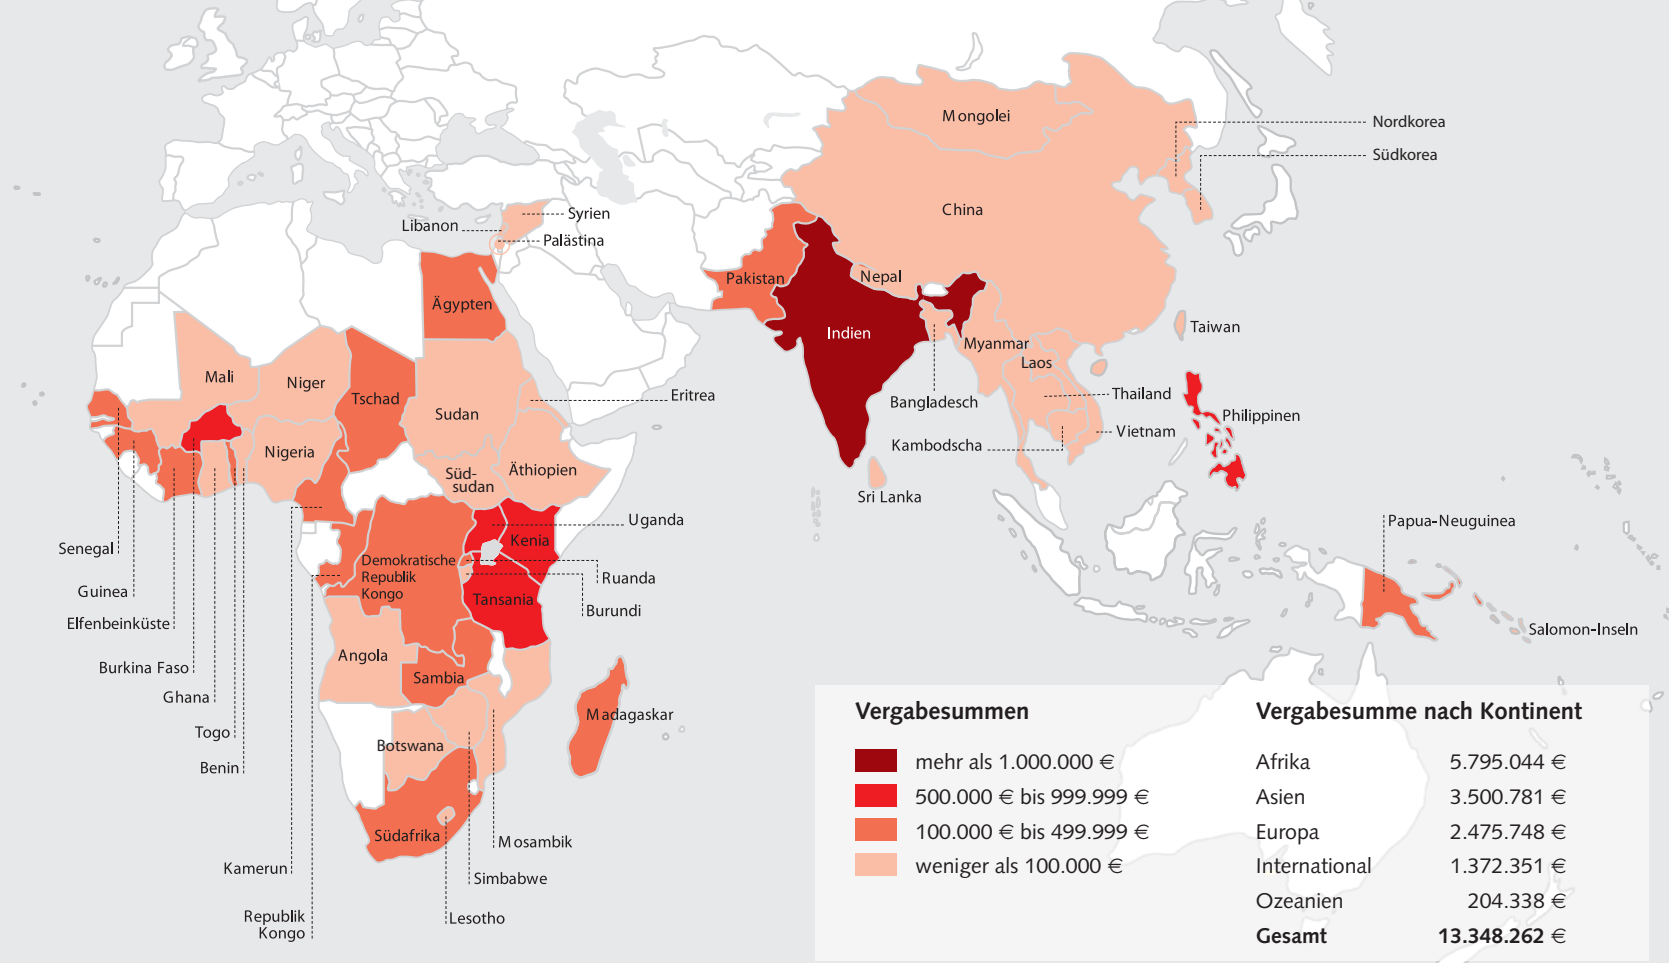 Nordkorea
Südkorea
Mongolei
China
Syrien
Libanon
Palästina
Pakistan
Nepal
Ägypten
Indien
Taiwan
Myanmar
Laos
Mali
Niger
Tschad
Eritrea
Bangladesch
Thailand
Sudan
Philippinen
Vietnam
Kambodscha
Nigeria
Süd-
sudan
Äthiopien
Sri Lanka
Uganda
Kenia
Papua-Neuguinea
Senegal
Demokratische
Republik
Kongo
Ruanda
Guinea
Tansania
Burundi
Elfenbeinküste
Salomon-Inseln
Angola
Burkina Faso
Sambia
Ghana
Madagaskar
Togo
Botswana
Benin
Südafrika
Mosambik
Kamerun
Simbabwe
Republik
Kongo
Lesotho
Vergabesummen
mehr als 1.000.000 €
500.000 € bis 999.999 €
100.000 € bis 499.999 €
weniger als 100.000 €
Vergabesumme nach Kontinent
Afrika 5.795.044 €
Asien 3.500.781 €
Europa 2.475.748 €
International 1.372.351 €
Ozeanien 204.338 €
Gesamt 13.348.262 €